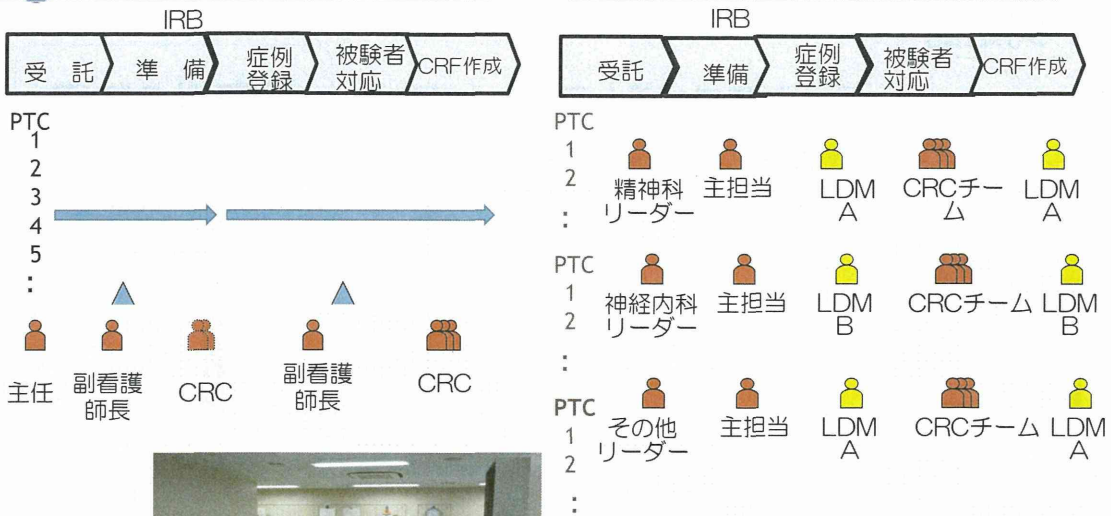 IRB
受 託
準 備
症例
登録
被験者
対応
CRF作成
PTC
1
2
3
4
5
:
主任
副看護
師長
CRC
副看護
師長
CRC
IRB
受託
準備
症例
登録
被験者
対応
CRF作成
PTC
1
2
:
精神科
リーダー
主担当
LDM
A
CRCチー
ム
LDM
A
PTC
1
2
:
神経内科
リーダー
主担当
LDM
B
CRCチーム
LDM
B
PTC
1
2
:
その他
リーダー
主担当
LDM
A
CRCチーム
LDM
A